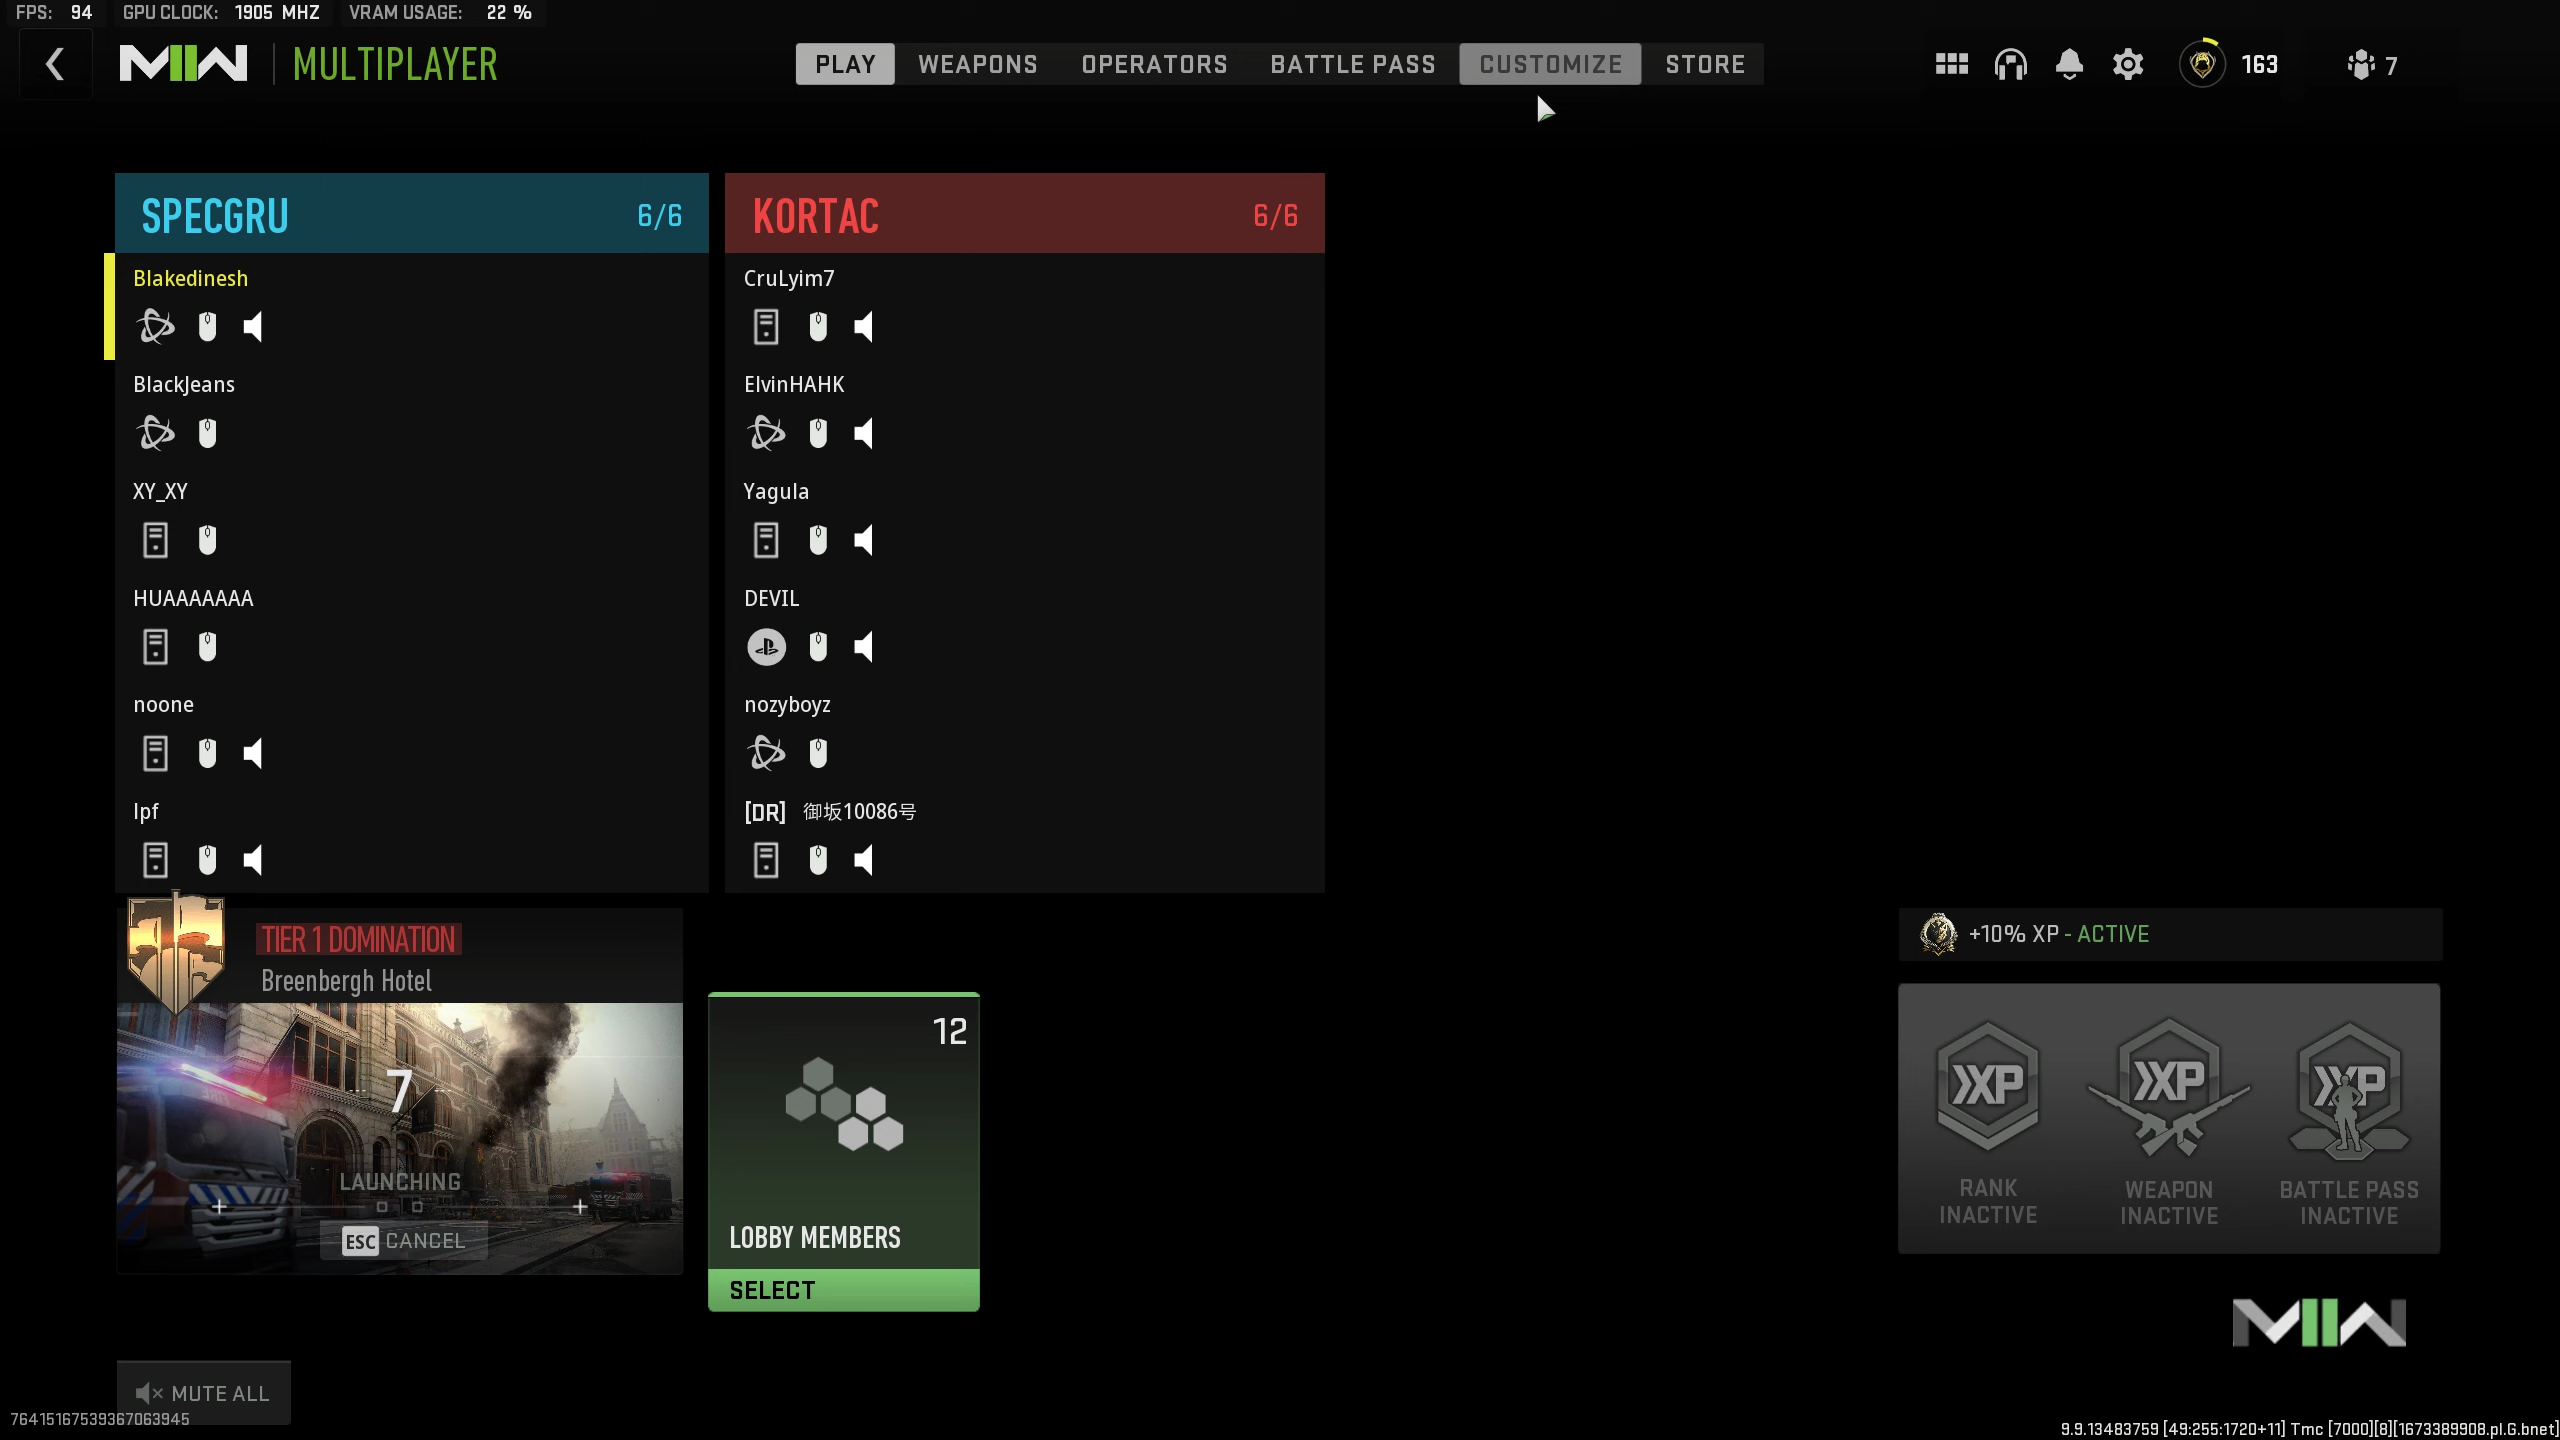 FPS: 94 GPU CLOCK: 1905 MHZ VRAM USAGE: 22 %
MWII MULTIPLAYER
PLAY WEAPONS OPERATORS BATTLE PASS CUSTOMIZE STORE
163 7
SPECGRU 6/6
Blakedinesh
BlackJeans
XY_XY
HUAAAAAAA
noone
lpf
KORTAC 6/6
CruLyim7
ElvinHAHK
Yagula
DEVIL
nozyboyz
[DR] 御坂10086号
TIER 1 DOMINATION
Breenbergh Hotel
7
LAUNCHING
ESC CANCEL
12
LOBBY MEMBERS
SELECT
+10% XP - ACTIVE
XP XP XP
RANK INACTIVE
WEAPON INACTIVE
BATTLE PASS INACTIVE
MWII
MUTE ALL
76415167539367063945
9.9.13483759 [49:255:1720+11] Tmc [7000][8][1673389908.pl.G.bnet]